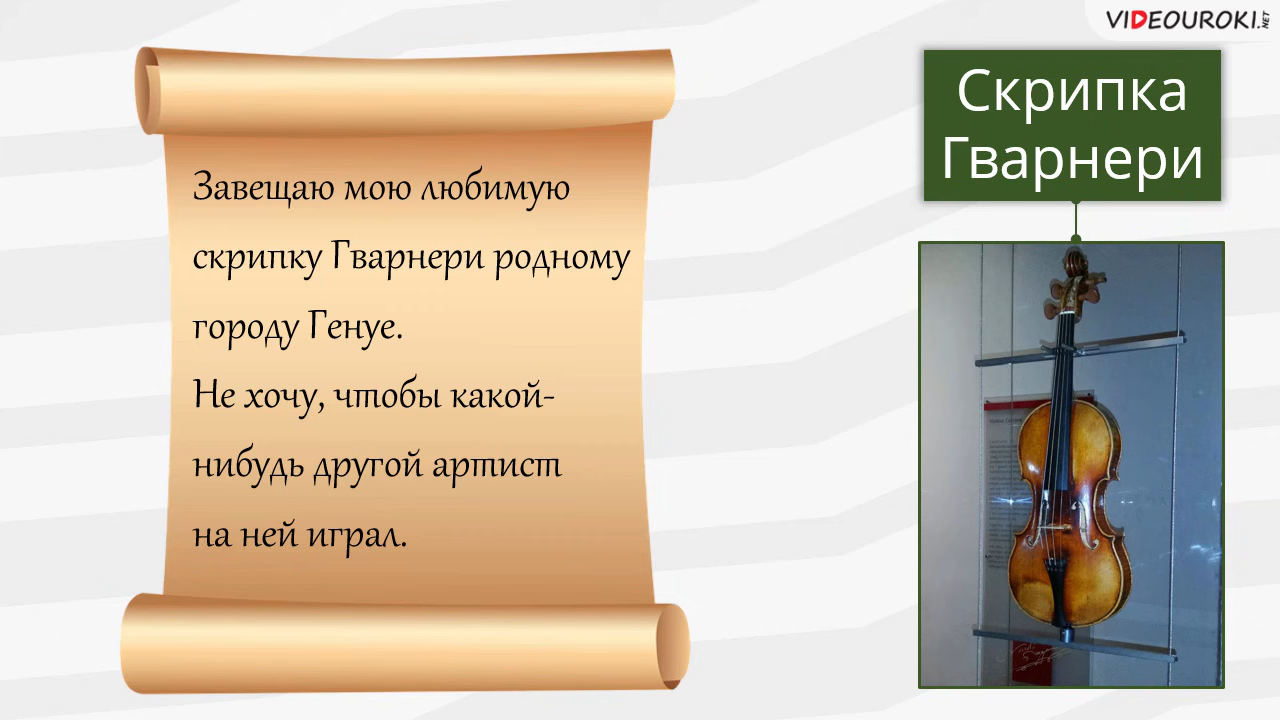 VIDEOUROKI.NET
Скрипка
Гварнери
Завещаю мою любимую
скрипку Гварнери родному
городу Генуе.
Не хочу, чтобы какой-
нибудь другой артист
на ней играл.